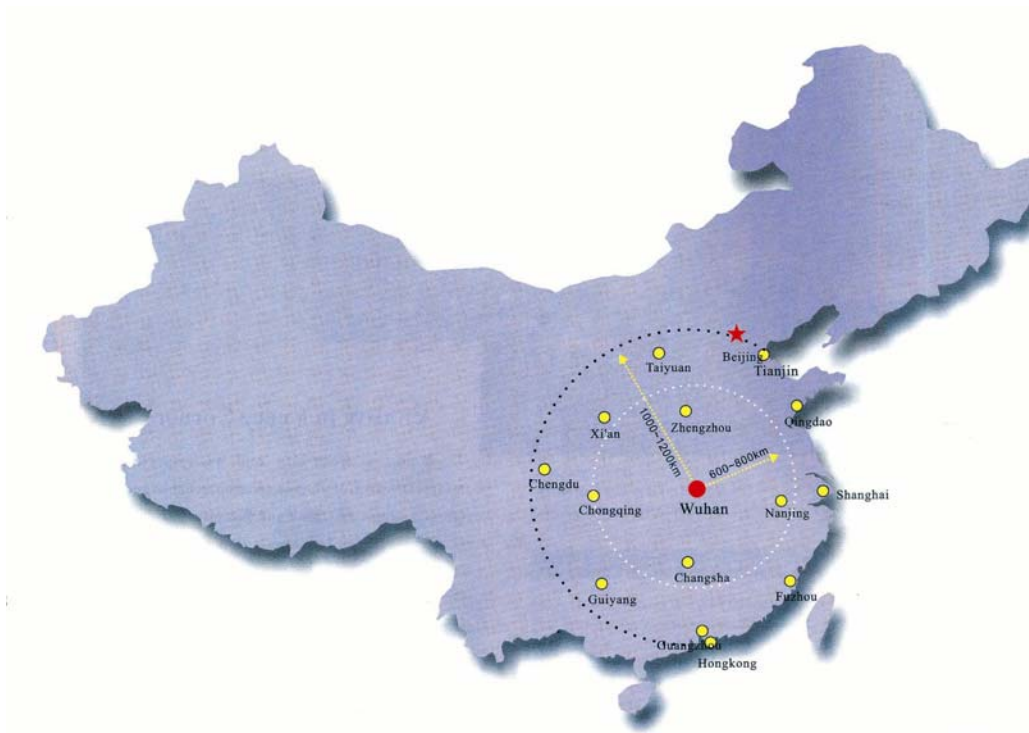 Beijing
Taiyuan
Tianjin
1000~1200km
Qingdao
Zhengzhou
Xi'an
600~800km
Chengdu
Shanghai
Chongqing
Wuhan
Nanjing
Changsha
Guiyang
Fuzhou
Guangzhou
Hongkong